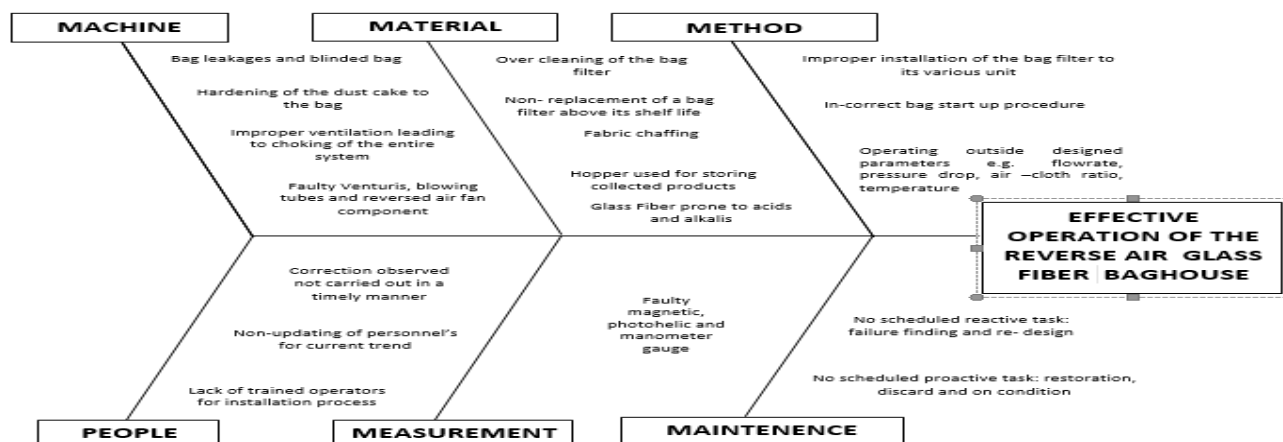 MACHINE
MATERIAL
METHOD
Bag leakages and blinded bag
Hardening of the dust cake to
the bag
Improper ventilation leading
to choking of the entire
system
Faulty Venturis, blowing
tubes and reversed air fan
component
Over cleaning of the bag
filter
Non- replacement of a bag
filter above its shelf life
Fabric chaffing
Hopper used for storing
collected products
Glass Fiber prone to acids
and alkalis
Improper installation of the bag filter to
its various unit
In-correct bag start up procedure
Operating outside designed
parameters e.g. flowrate,
pressure drop, air –cloth ratio,
temperature
EFFECTIVE
OPERATION OF THE
REVERSE AIR GLASS
FIBER BAGHOUSE
Correction observed
not carried out in a
timely manner
Non-updating of personnel's
for current trend
Lack of trained operators
for installation process
Faulty
magnetic,
photohelic and
manometer
gauge
No scheduled reactive task:
failure finding and re- design
No scheduled proactive task: restoration,
discard and on condition
PEOPLE
MEASUREMENT
MAINTENENCE